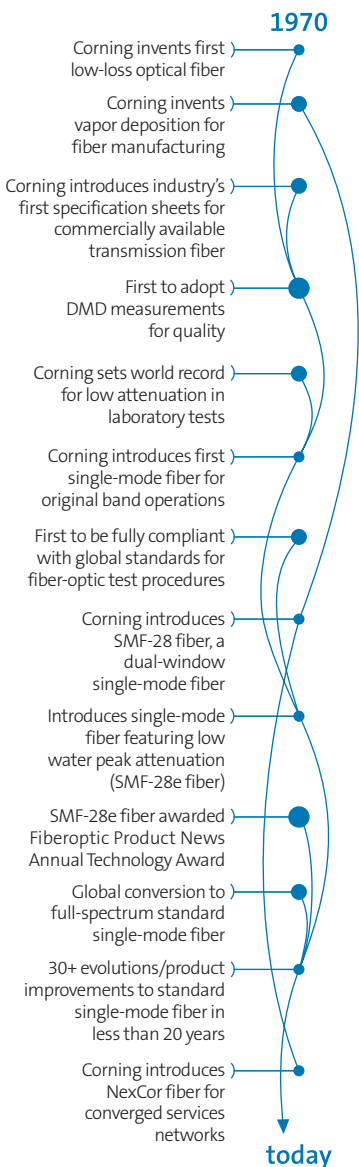 1970
Corning invents first
low-loss optical fiber
Corning invents
vapor deposition for
fiber manufacturing
Corning introduces industry's
first specification sheets for
commercially available
transmission fiber
First to adopt
DMD measurements
for quality
Corning sets world record
for low attenuation in
laboratory tests
Corning introduces first
single-mode fiber for
original band operations
First to be fully compliant
with global standards for
fiber-optic test procedures
Corning introduces
SMF-28 fiber, a
dual-window
single-mode fiber
Introduces single-mode
fiber featuring low
water peak attenuation
(SMF-28e fiber)
SMF-28e fiber awarded
Fiberoptic Product News
Annual Technology Award
Global conversion to
full-spectrum standard
single-mode fiber
30+ evolutions/product
improvements to standard
single-mode fiber in
less than 20 years
Corning introduces
NexCor fiber for
converged services
networks
today